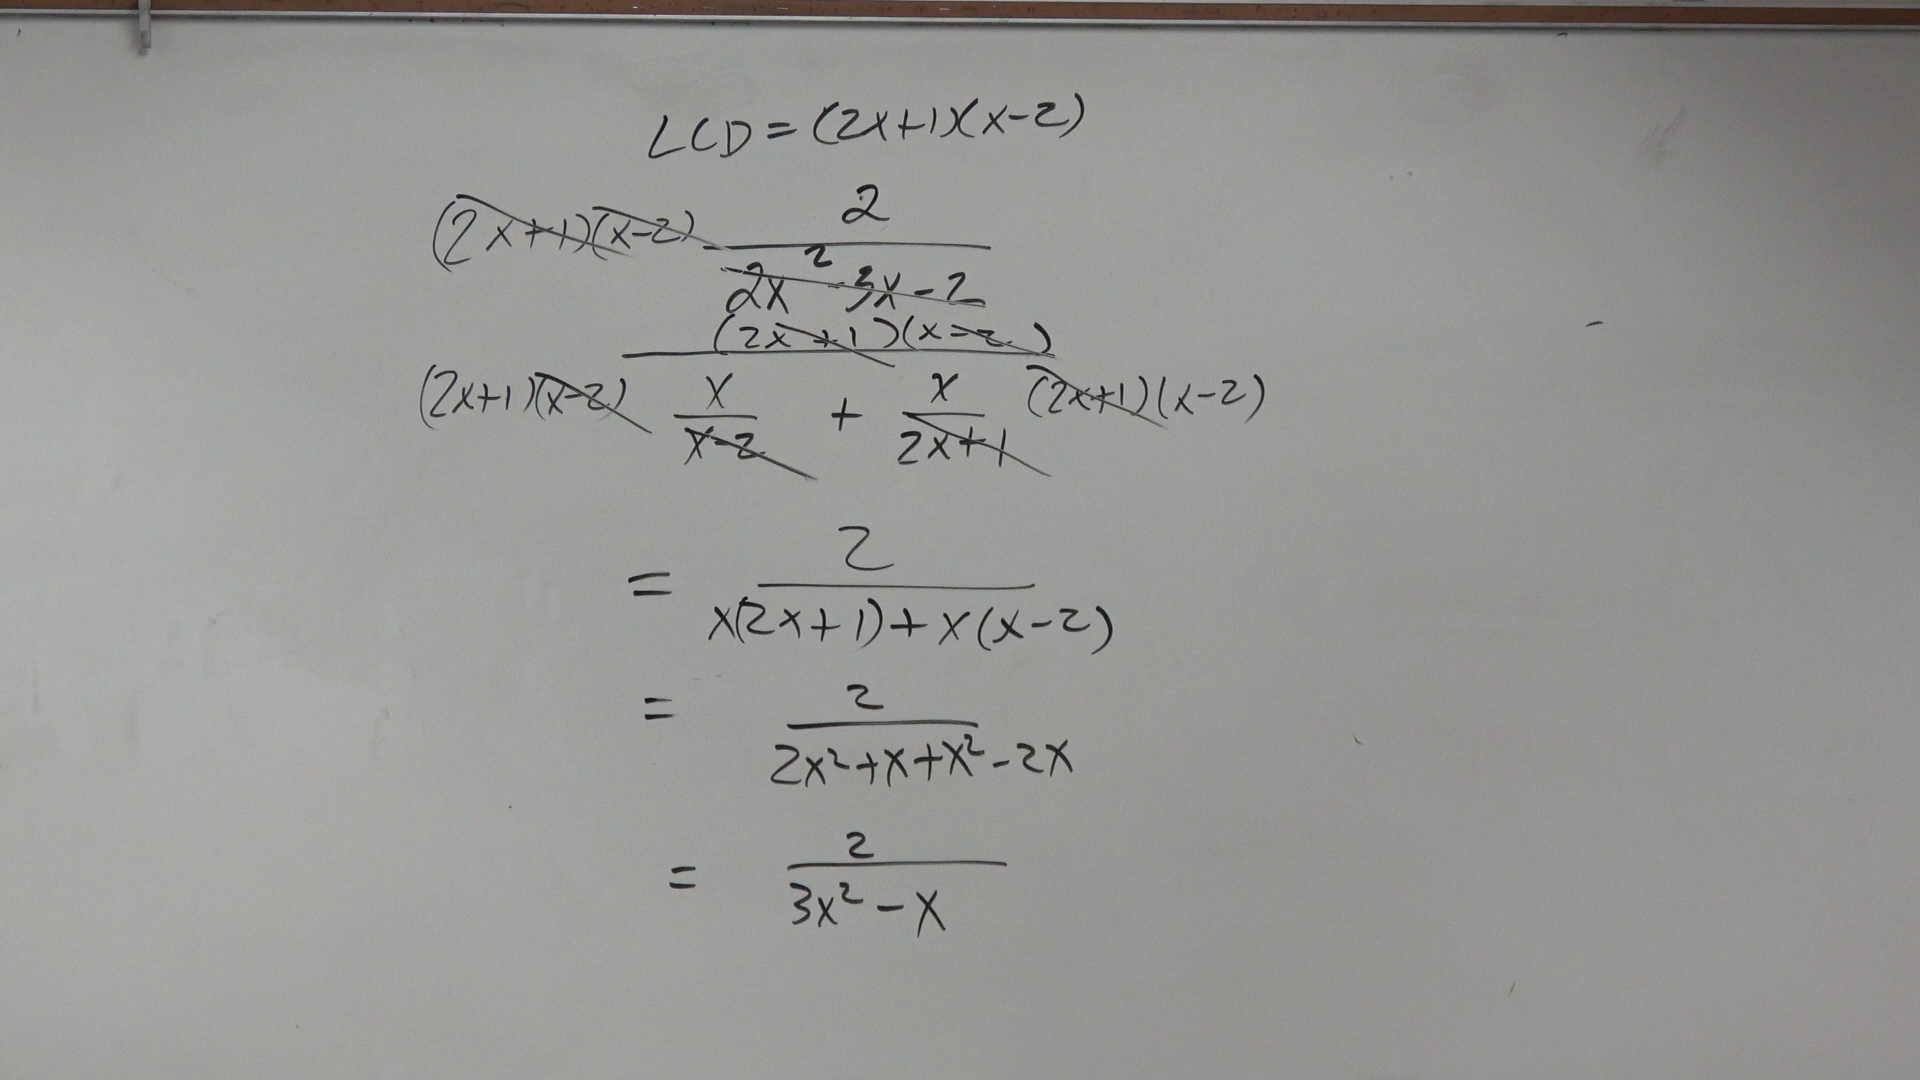 LCD = (2x+1)(x-2)
(2x+1)(x-2) 2
2x² - 3x - 2
(2x+1)(x-2)
(2x+1)(x-2) x/x-2 + x/2x+1 (2x+1)(x-2)
= 2
x(2x+1) + x(x-2)
= 2
2x²+x+x²-2x
= 2
3x² - x